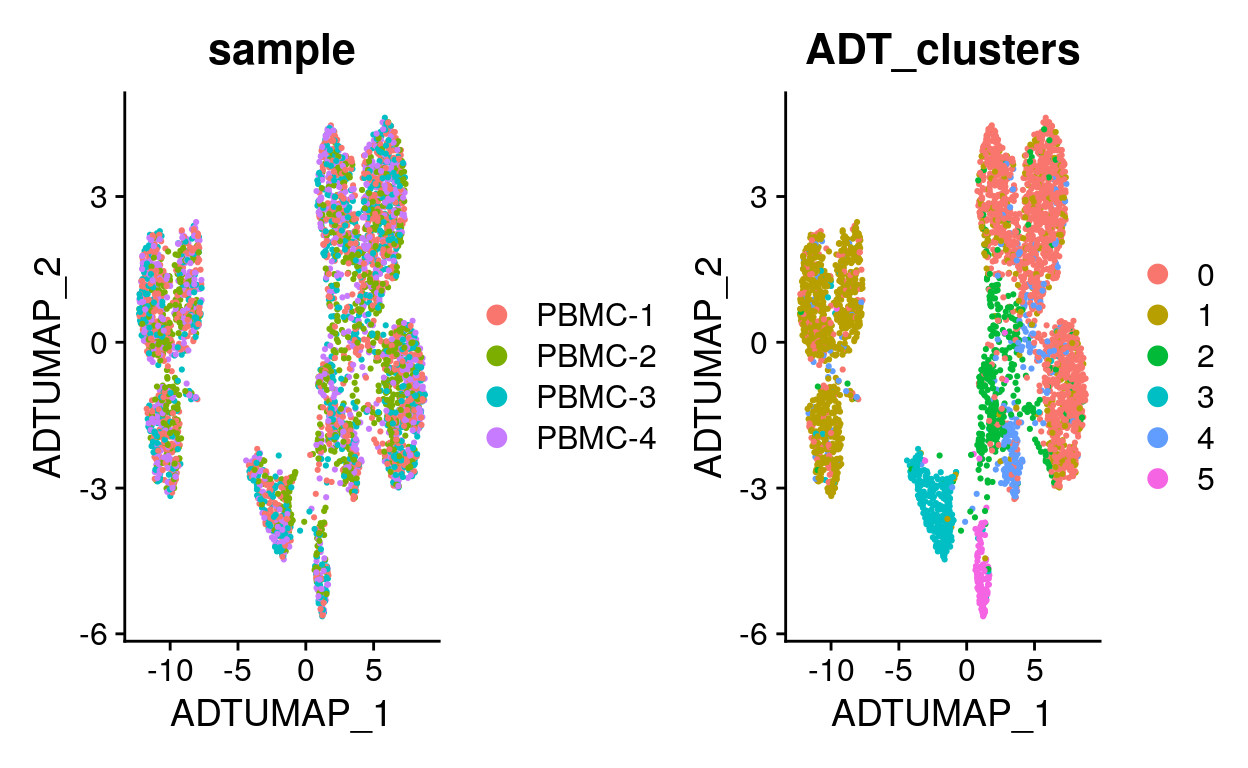 sample
3
0
-3
-6
-10 -5 0 5
ADTUMAP_1
ADTUMAP_2
PBMC-1
PBMC-2
PBMC-3
PBMC-4
ADT_clusters
3
0
-3
-6
-10 -5 0 5
ADTUMAP_1
ADTUMAP_2
0
1
2
3
4
5